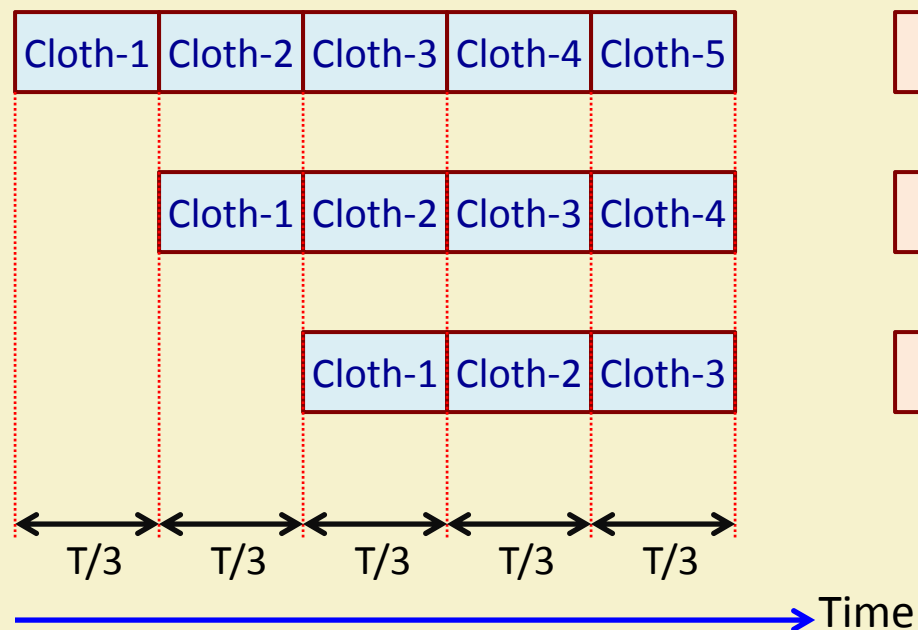 Cloth-1 Cloth-2 Cloth-3 Cloth-4 Cloth-5
Cloth-1 Cloth-2 Cloth-3 Cloth-4
Cloth-1 Cloth-2 Cloth-3
T/3 T/3 T/3 T/3 T/3
Time